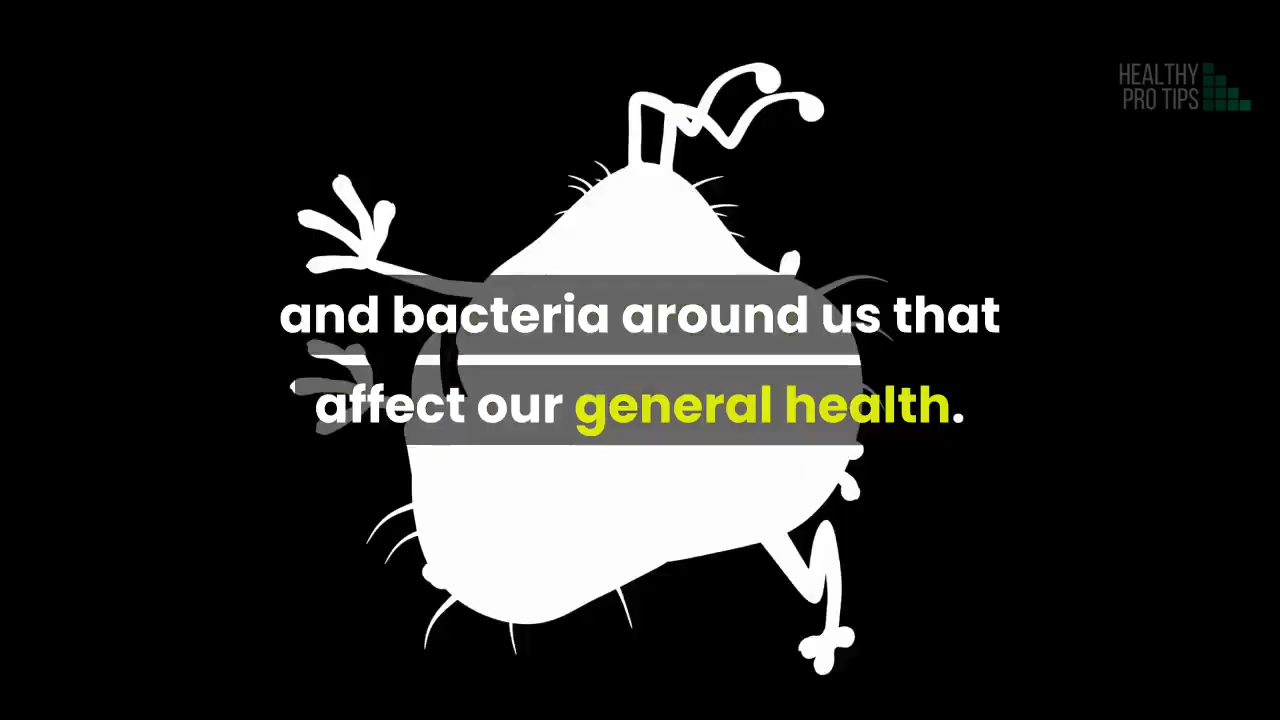 HEALTHY
PRO TIPS
and bacteria around us that
affect our general health.